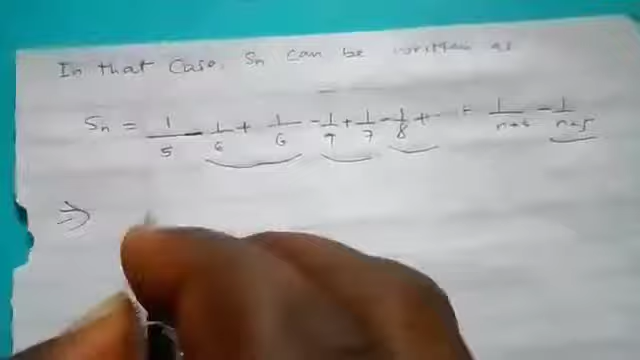 In that Case, Sn can be written as
Sn = 1/5 - 1/6 + 1/6 - 1/7 + 1/7 - 1/8 + ... + 1/n+4 - 1/n+5
⇒